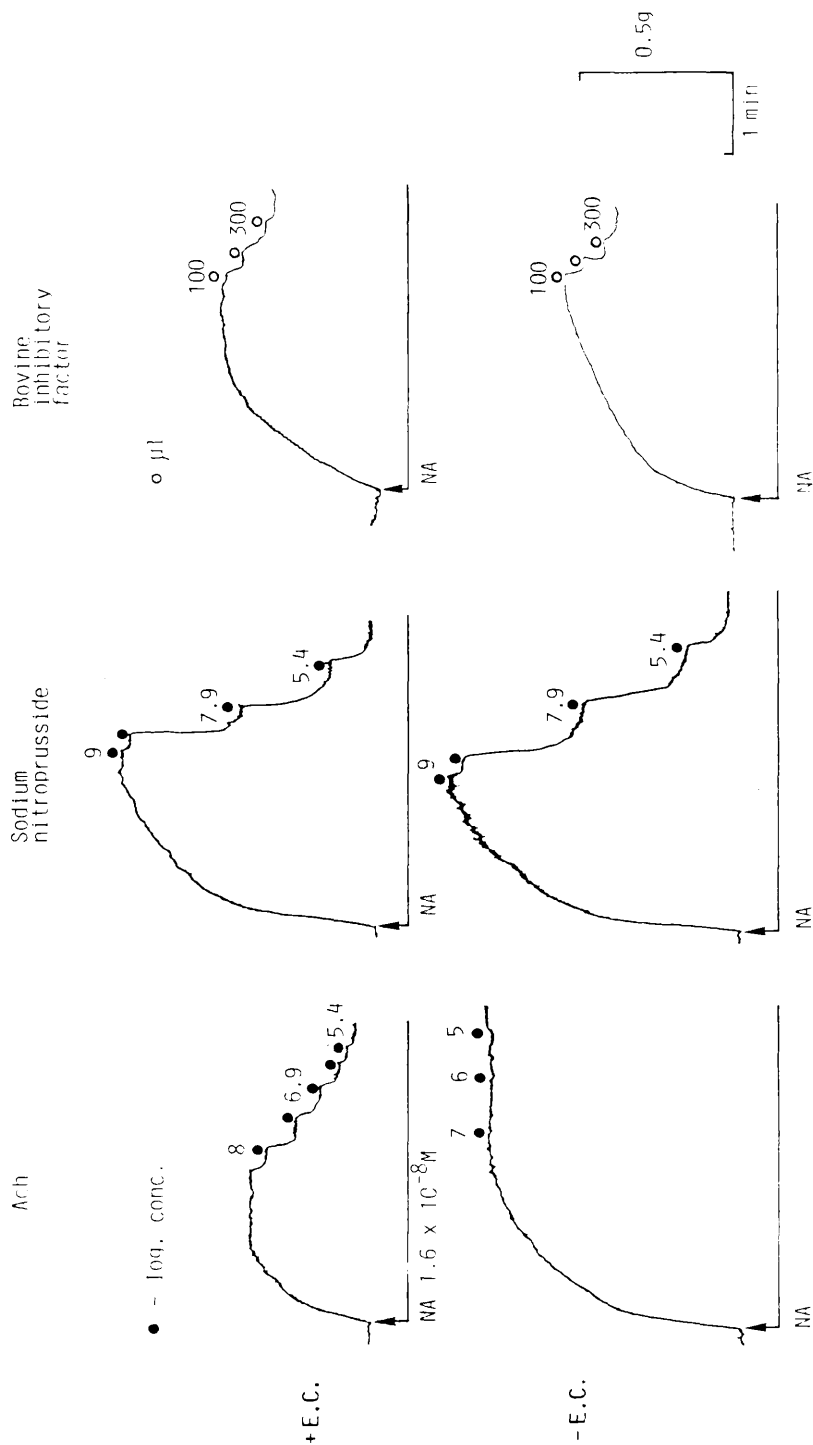 Ach
Sodium
nitroprusside
Bovine
inhibitory
factor
● - log. conc.
o µl
+E.C.
8
6.9
5.4
NA 1.6 x 10⁻⁸M
9
7.9
5.4
NA
100
300
NA
-E.C.
7
6
5
NA
9
7.9
5.4
NA
100
300
NA
0.5g
1 min